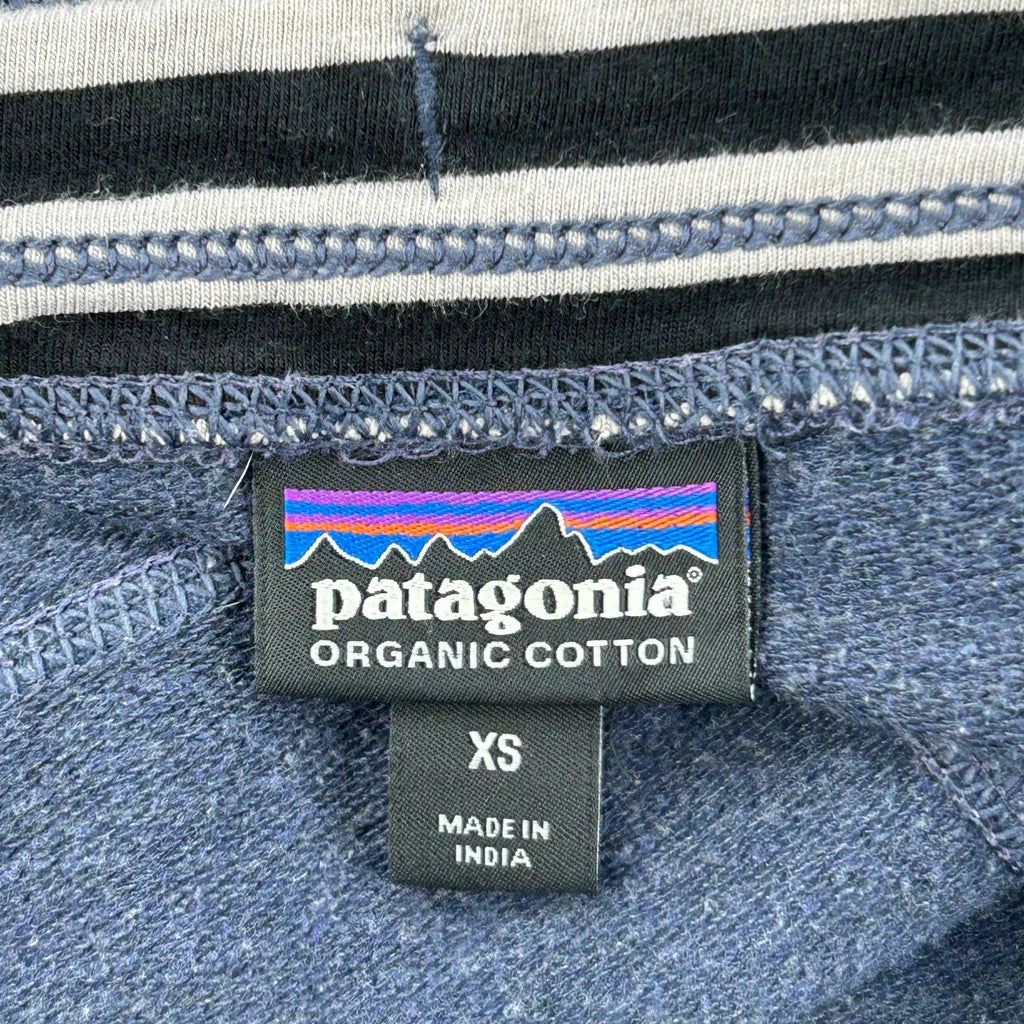 patagonia®
ORGANIC COTTON
XS
MADE IN
INDIA